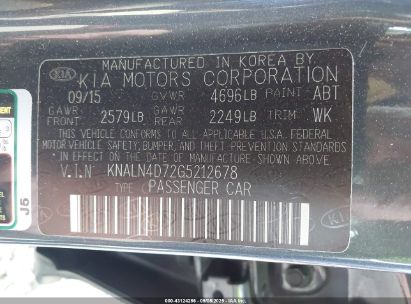 MANUFACTURED IN KOREA BY
KIA KIA MOTORS CORPORATION
09/15 GVWR 4696LB PAINT ABT
GAWR FRONT 2579LB GAWR REAR 2249LB TRIM WK
THIS VEHICLE CONFORMS TO ALL APPLICABLE U.S.A. FEDERAL
MOTOR VEHICLE SAFETY, BUMPER, AND THEFT PREVENTION STANDARDS
IN EFFECT ON THE DATE OF MANUFACTURE SHOWN ABOVE.
V.I.N KNALN4D72G5212678
TYPE PASSENGER CAR
J5